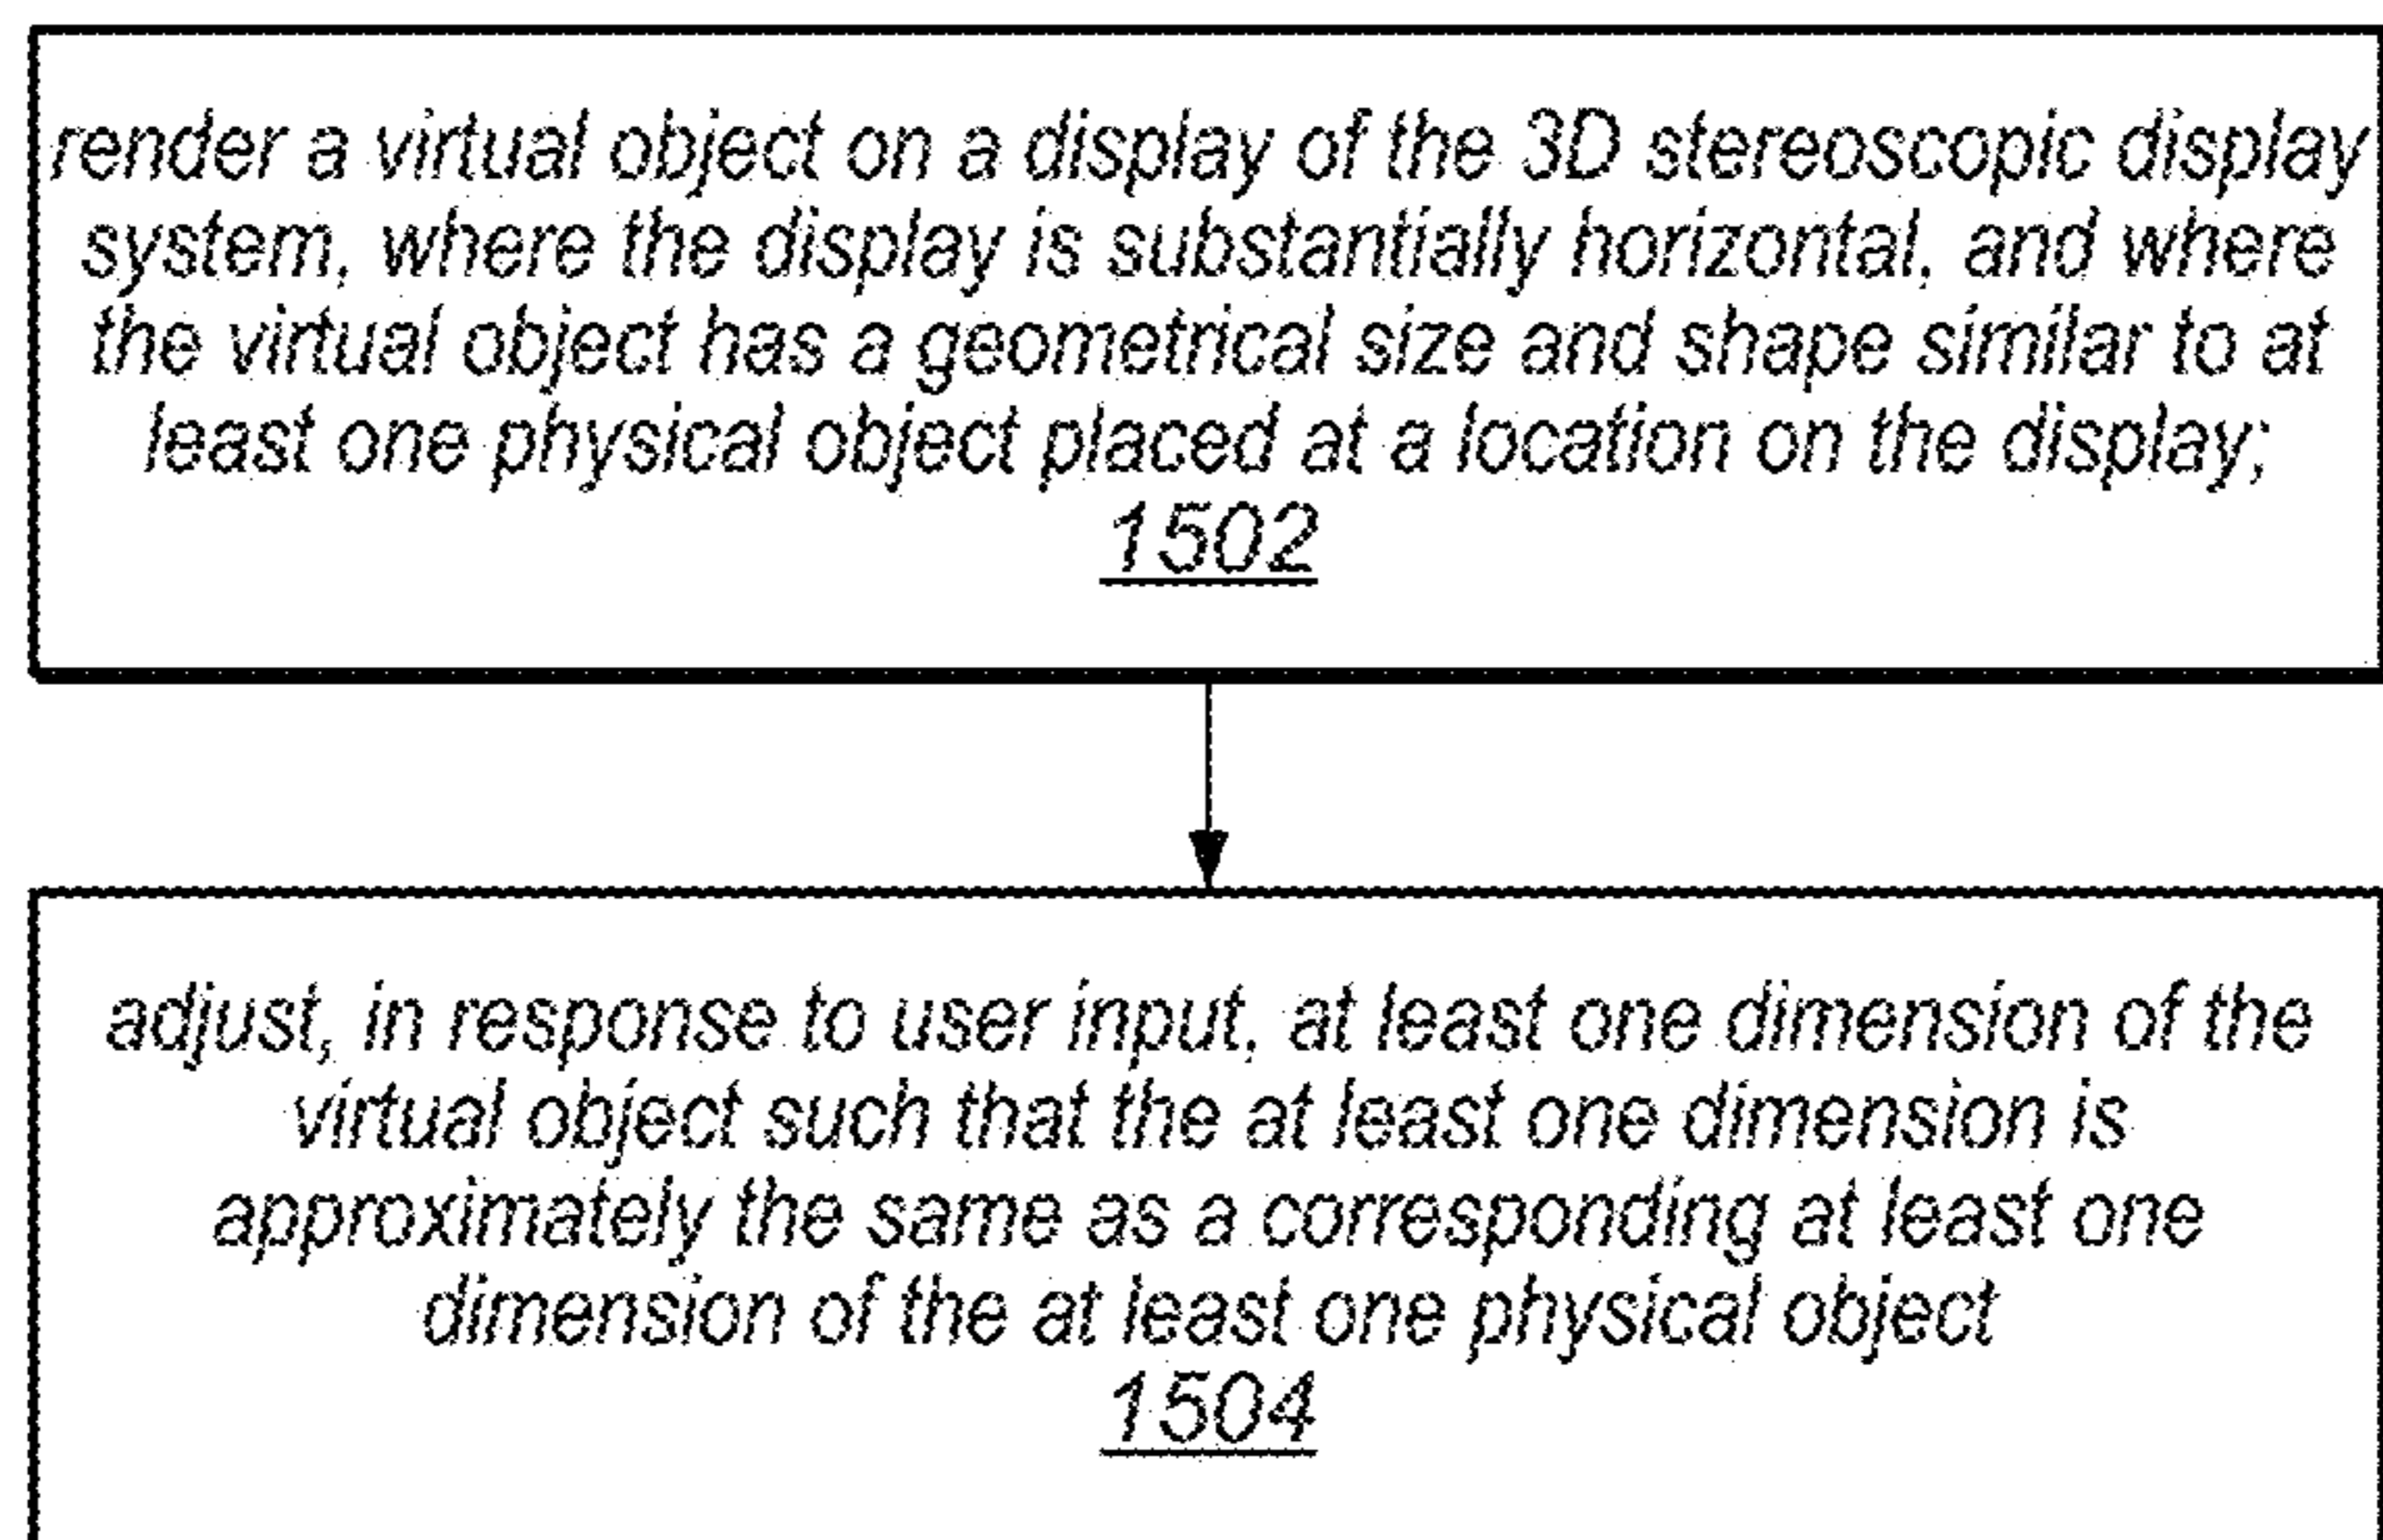 render a virtual object on a display of the 3D stereoscopic display
system, where the display is substantially horizontal, and where
the virtual object has a geometrical size and shape similar to at
least one physical object placed at a location on the display;
1502
adjust, in response to user input, at least one dimension of the
virtual object such that the at least one dimension is
approximately the same as a corresponding at least one
dimension of the at least one physical object
1504